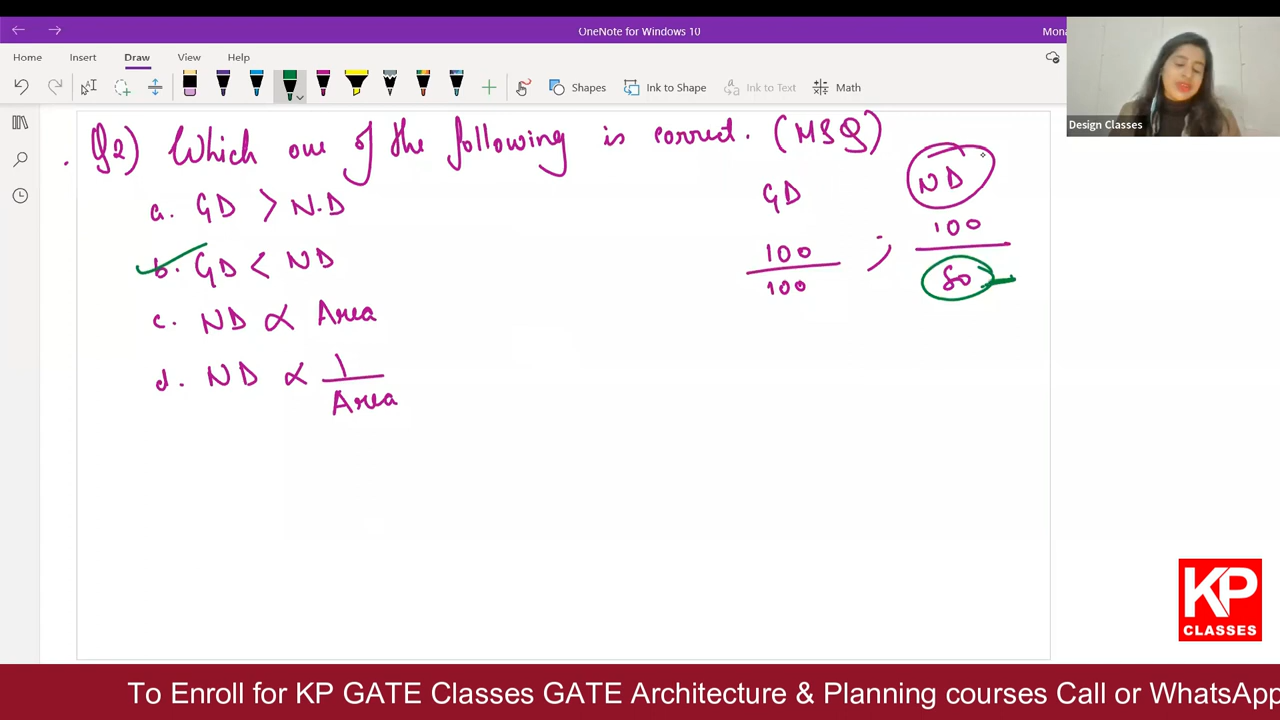 OneNote for Windows 10
Mona
Home Insert Draw View Help
Shapes Ink to Shape Ink to Text Math
Design Classes
Q2) Which one of the following is correct. (MSQ)
a. GD > N.D
b. GD < ND
c. ND ∝ Area
d. ND ∝ 1
Area
GD ND
100 ; 100
100 80
KP
CLASSES
To Enroll for KP GATE Classes GATE Architecture & Planning courses Call or WhatsApp